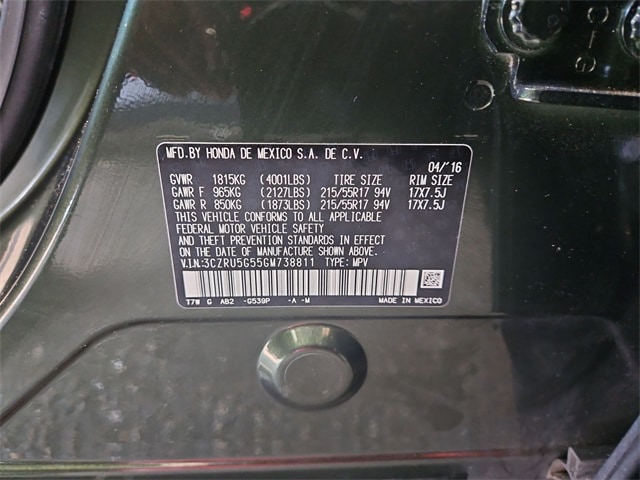 MFD.BY HONDA DE MEXICO S.A. DE C.V.
04/'16
GVWR 1815KG (4001LBS) TIRE SIZE RIM SIZE
GAWR F 965KG (2127LBS) 215/55R17 94V 17X7.5J
GAWR R 850KG (1873LBS) 215/55R17 94V 17X7.5J
THIS VEHICLE CONFORMS TO ALL APPLICABLE
FEDERAL MOTOR VEHICLE SAFETY
AND THEFT PREVENTION STANDARDS IN EFFECT
ON THE DATE OF MANUFACTURE SHOWN ABOVE.
V.I.N.:3CZRU5G55GM738811 TYPE: MPV
T7W G AB2 -G539P -A -M MADE IN MEXICO